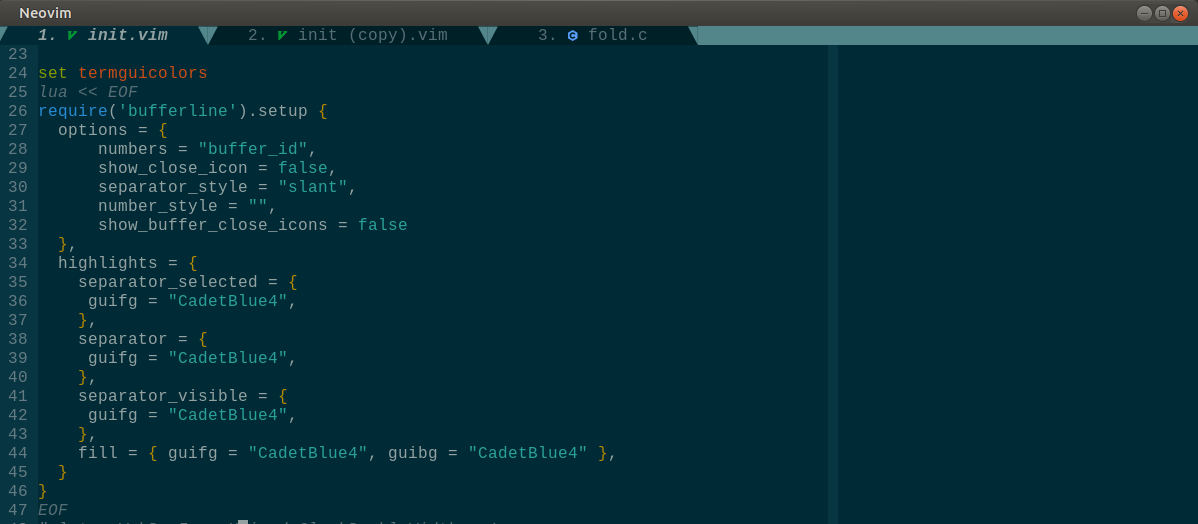 Neovim
1. init.vim 2. init (copy).vim 3. fold.c
23
24 set termguicolors
25 lua << EOF
26 require('bufferline').setup {
27   options = {
28       numbers = "buffer_id",
29       show_close_icon = false,
30       separator_style = "slant",
31       number_style = "",
32       show_buffer_close_icons = false
33   },
34   highlights = {
35     separator_selected = {
36      guifg = "CadetBlue4",
37     },
38     separator = {
39      guifg = "CadetBlue4",
40     },
41     separator_visible = {
42      guifg = "CadetBlue4",
43     },
44     fill = { guifg = "CadetBlue4", guibg = "CadetBlue4" },
45   }
46 }
47 EOF